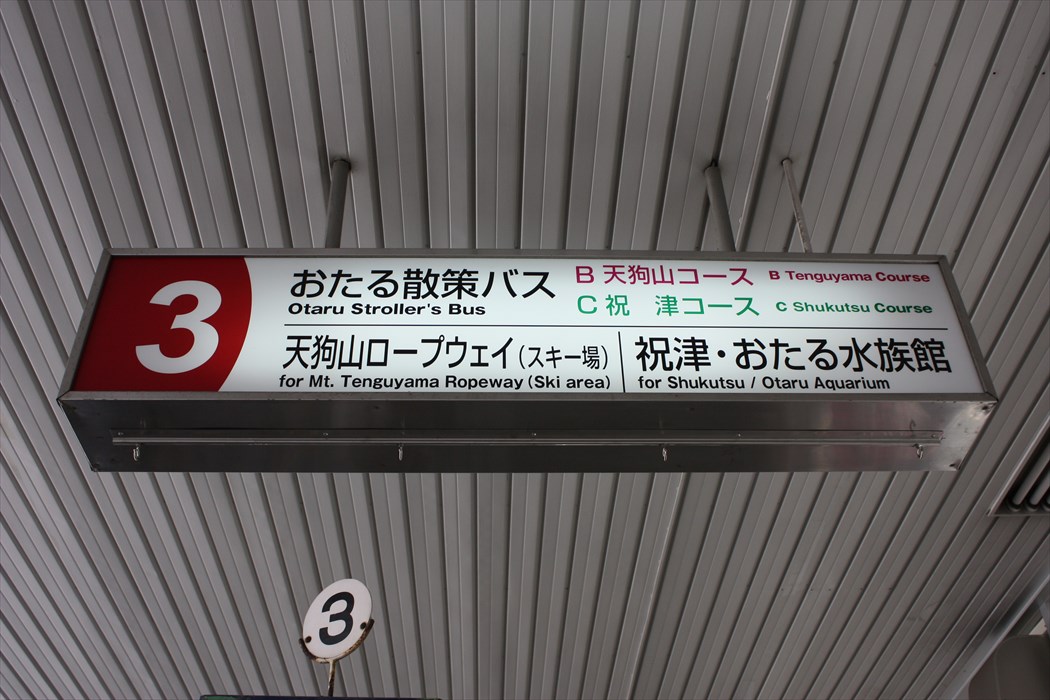 3
おたる散策バス
Otaru Stroller's Bus
B 天狗山コース B Tenguyama Course
C 祝　津コース C Shukutsu Course
天狗山ロープウェイ(スキー場)
for Mt. Tenguyama Ropeway (Ski area)
祝津・おたる水族館
for Shukutsu / Otaru Aquarium
3